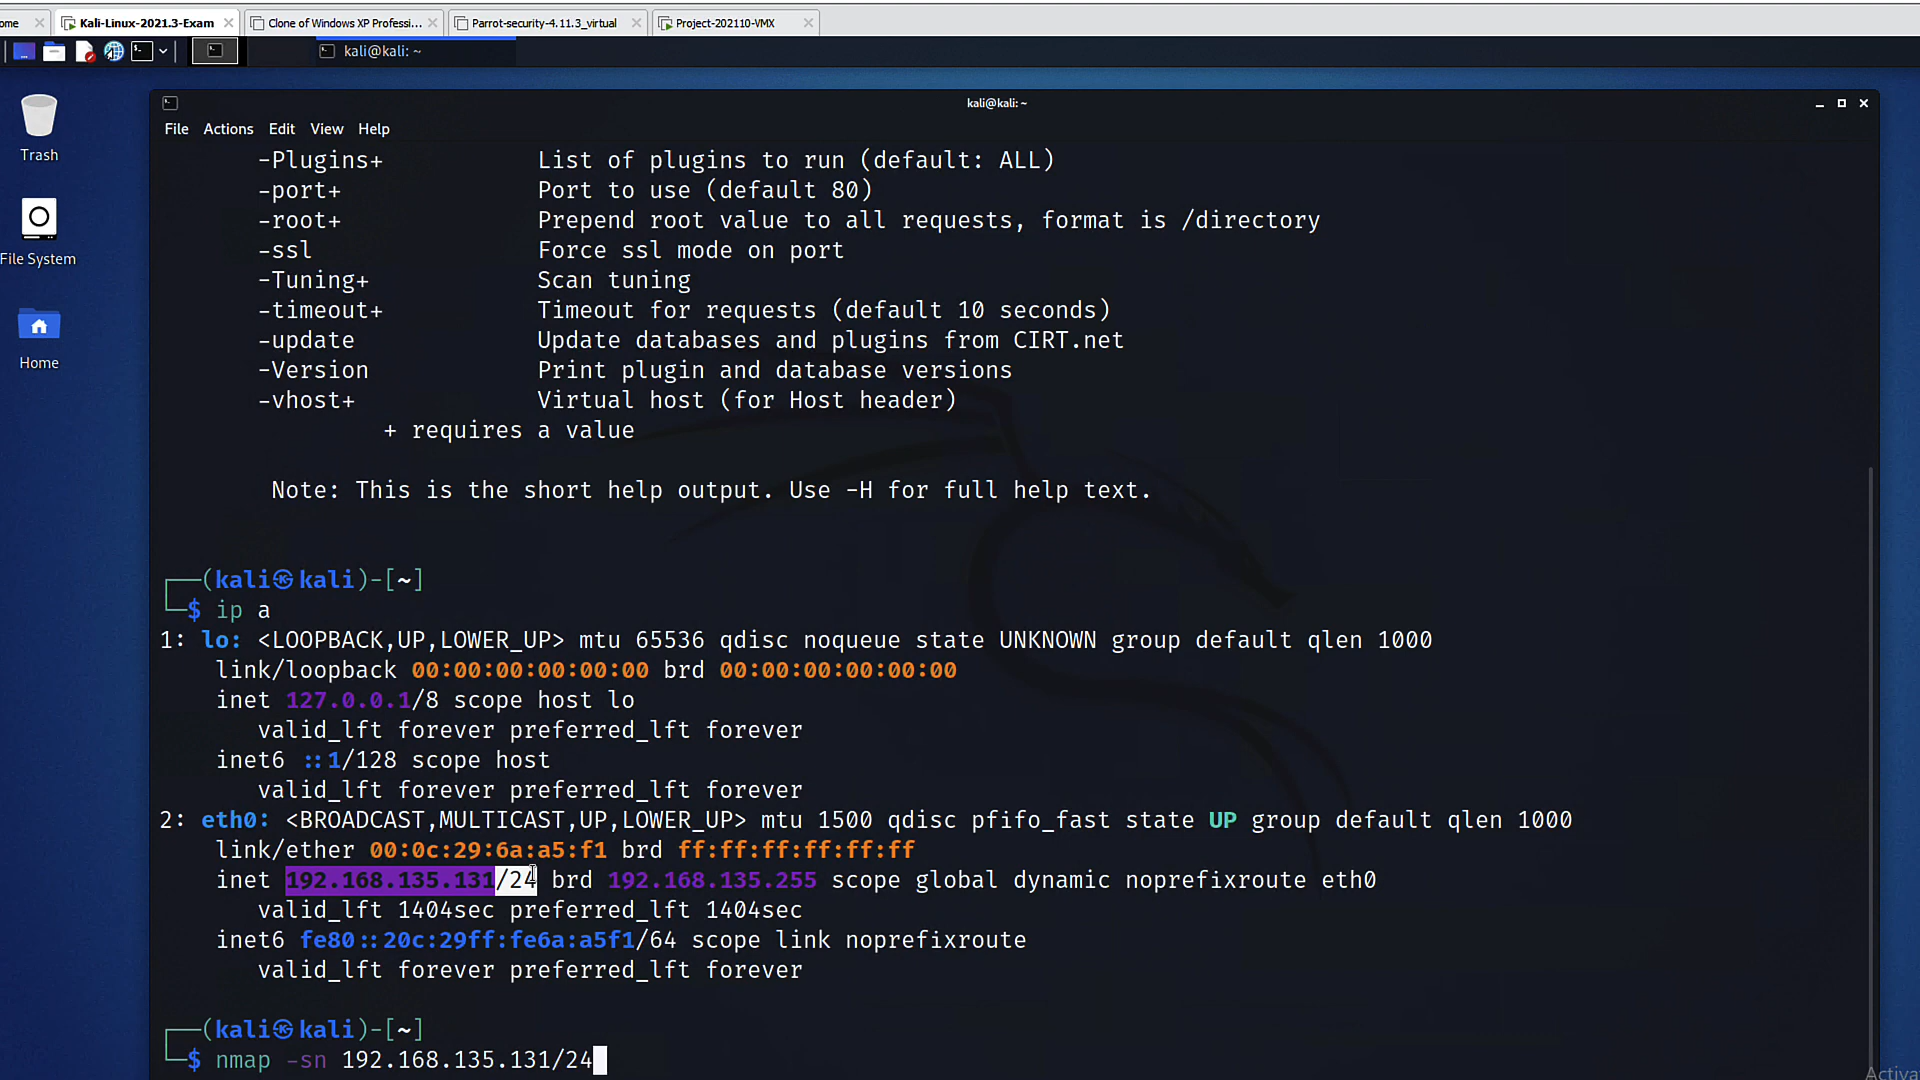 ome
Kali-Linux-2021.3-Exam
Clone of Windows XP Professi...
Parrot-security-4.11.3_virtual
Project-202110-VMX
kali@kali: ~
kali@kali: ~
File Actions Edit View Help
Trash
File System
Home
-Plugins+ List of plugins to run (default: ALL)
-port+ Port to use (default 80)
-root+ Prepend root value to all requests, format is /directory
-ssl Force ssl mode on port
-Tuning+ Scan tuning
-timeout+ Timeout for requests (default 10 seconds)
-update Update databases and plugins from CIRT.net
-Version Print plugin and database versions
-vhost+ Virtual host (for Host header)
+ requires a value
Note: This is the short help output. Use -H for full help text.
┌──(kali㉿kali)-[~]
└─$ ip a
1: lo: <LOOPBACK,UP,LOWER_UP> mtu 65536 qdisc noqueue state UNKNOWN group default qlen 1000
link/loopback 00:00:00:00:00:00 brd 00:00:00:00:00:00
inet 127.0.0.1/8 scope host lo
valid_lft forever preferred_lft forever
inet6 ::1/128 scope host
valid_lft forever preferred_lft forever
2: eth0: <BROADCAST,MULTICAST,UP,LOWER_UP> mtu 1500 qdisc pfifo_fast state UP group default qlen 1000
link/ether 00:0c:29:6a:a5:f1 brd ff:ff:ff:ff:ff:ff
inet 192.168.135.131/24 brd 192.168.135.255 scope global dynamic noprefixroute eth0
valid_lft 1404sec preferred_lft 1404sec
inet6 fe80::20c:29ff:fe6a:a5f1/64 scope link noprefixroute
valid_lft forever preferred_lft forever
┌──(kali㉿kali)-[~]
└─$ nmap -sn 192.168.135.131/24
Activa